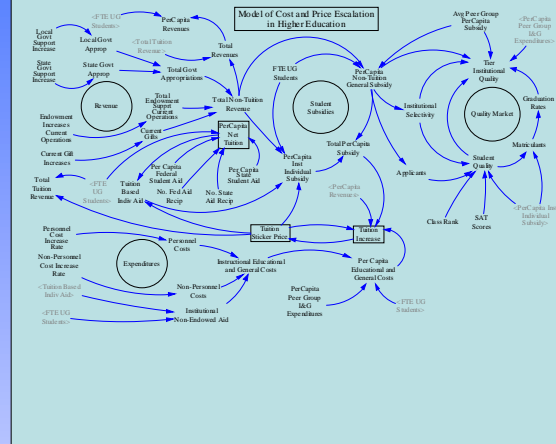 Model of Cost and Price Escalation
in Higher Education
Local
Govt
Support
Increase
<FTE UG
Students>
PerCapita
Revenues
Local Govt
Approp
<Total Tuition
Revenue>
Total
Revenues
State
Govt
Support
Increase
State Govt
Approp
Total Govt
Appropriations
Revenue
Total
Endowment
Support
Current
Operations
Total Non-Tuition
Revenue
Endowment
Increases
Current
Operations
Current
Gifts
Current Gift Increases
PerCapita
Net
Tuition
Total
Tuition
Revenue
<FTE
UG
Students>
Tuition
Based
Indiv Aid
Per Capita
Federal
Student Aid
No. Fed Aid
Recip
Per Capita
State
Student Aid
No. State
Aid Recip
FTE UG
Students
PerCapita
Non-Tuition
General Subsidy
Student
Subsidies
PerCapita
Inst
Individual
Subsidy
Total PerCapita
Subsidy
<PerCapita
Revenues>
Avg Peer Group
PerCapita
Subsidy
<PerCapita
Peer Group
I&G
Expenditures>
Tier
Institutional
Quality
Institutional
Selectivity
Quality Market
Graduation
Rates
Matriculants
Student
Quality
Applicants
Class Rank
SAT
Scores
<PerCapita Inst
Individual
Subsidy>
Tuition
Sticker Price
Tuition
Increase
Personnel
Cost
Increase
Rate
Personnel
Costs
Non-Personnel
Cost Increase
Rate
Expenditures
Instructional Educational
and General Costs
Per Capita
Educational and
General Costs
<Tuition Based
Indiv Aid>
Non-Personnel
Costs
<FTE UG
Students>
Institutional
Non-Endowed Aid
PerCapita
Peer Group
I&G
Expenditures
<FTE UG
Students>